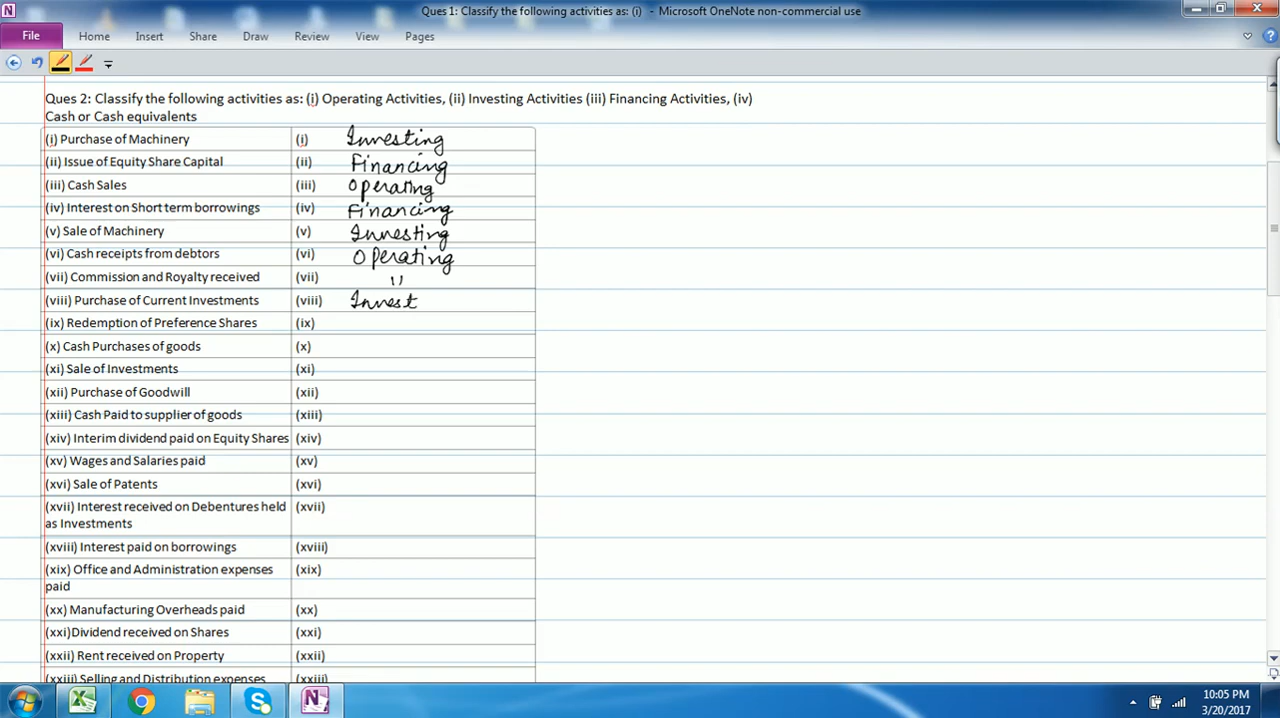 Ques 1: Classify the following activities as: (i) - Microsoft OneNote non-commercial use
File Home Insert Share Draw Review View Pages
Ques 2: Classify the following activities as: (i) Operating Activities, (ii) Investing Activities (iii) Financing Activities, (iv)
Cash or Cash equivalents
(i) Purchase of Machinery (i) Investing
(ii) Issue of Equity Share Capital (ii) Financing
(iii) Cash Sales (iii) Operating
(iv) Interest on Short term borrowings (iv) Financing
(v) Sale of Machinery (v) Investing
(vi) Cash receipts from debtors (vi) Operating
(vii) Commission and Royalty received (vii) "
(viii) Purchase of Current Investments (viii) Invest
(ix) Redemption of Preference Shares (ix)
(x) Cash Purchases of goods (x)
(xi) Sale of Investments (xi)
(xii) Purchase of Goodwill (xii)
(xiii) Cash Paid to supplier of goods (xiii)
(xiv) Interim dividend paid on Equity Shares (xiv)
(xv) Wages and Salaries paid (xv)
(xvi) Sale of Patents (xvi)
(xvii) Interest received on Debentures held (xvii)
as Investments
(xviii) Interest paid on borrowings (xviii)
(xix) Office and Administration expenses (xix)
paid
(xx) Manufacturing Overheads paid (xx)
(xxi)Dividend received on Shares (xxi)
(xxii) Rent received on Property (xxii)
(xxiii) Selling and Distribution expenses (xxiii)
10:05 PM
3/20/2017